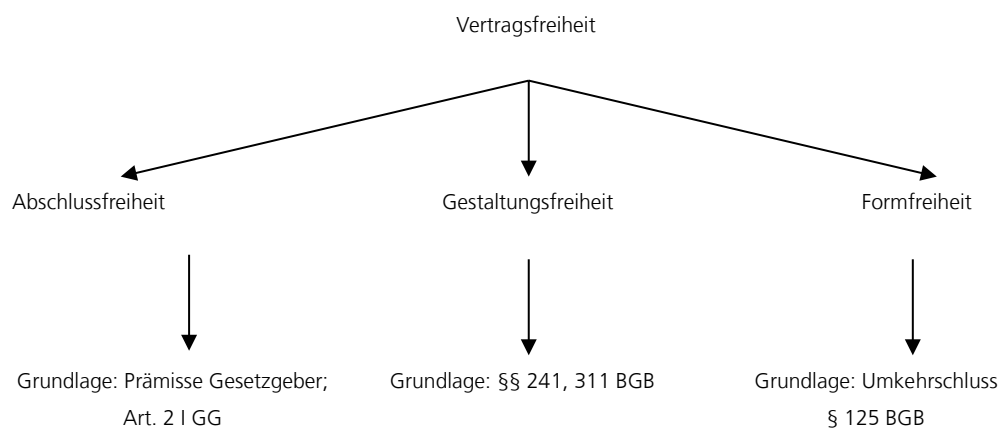 Vertragsfreiheit
Abschlussfreiheit
Gestaltungsfreiheit
Formfreiheit
Grundlage: Prämisse Gesetzgeber;
Art. 2 I GG
Grundlage: §§ 241, 311 BGB
Grundlage: Umkehrschluss
§ 125 BGB